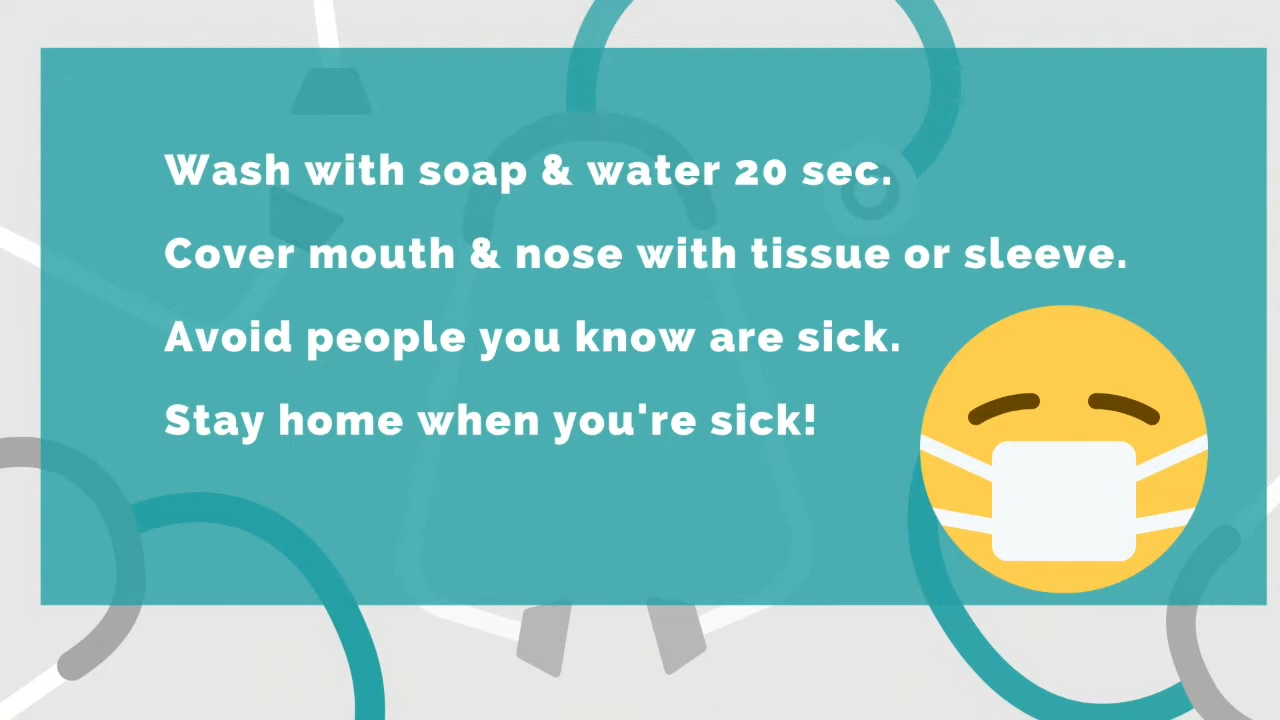 Wash with soap & water 20 sec.
Cover mouth & nose with tissue or sleeve.
Avoid people you know are sick.
Stay home when you're sick!